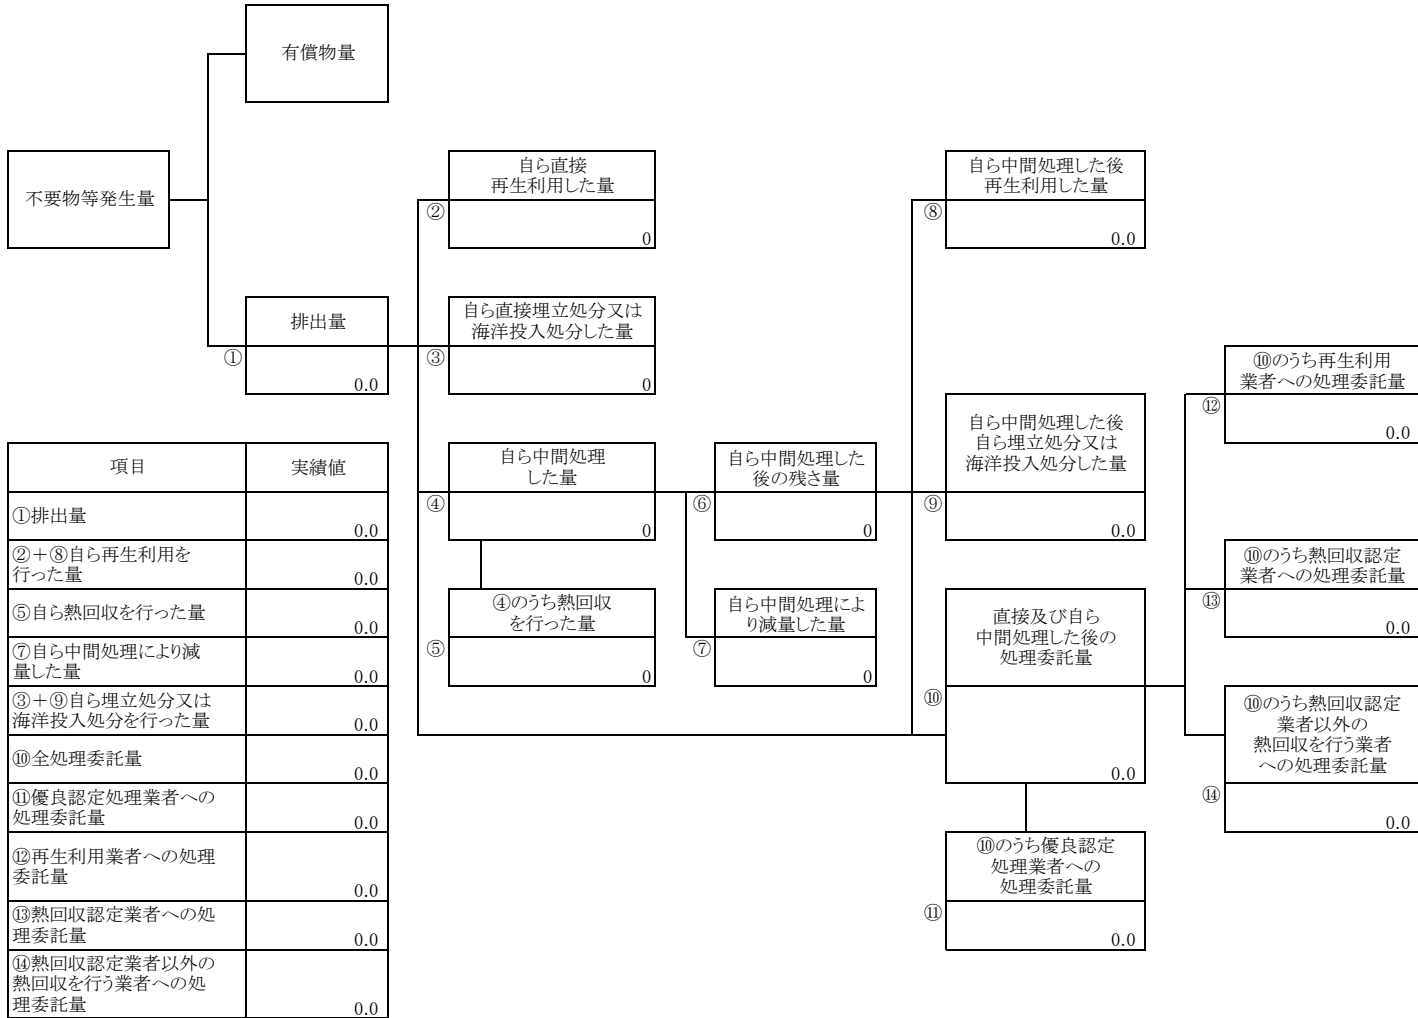 有償物量
不要物等発生量
自ら直接
再生利用した量
②
0
自ら中間処理した後
再生利用した量
⑧
0.0
排出量
①
0.0
自ら直接埋立処分又は
海洋投入処分した量
③
0
⑩のうち再生利用
業者への処理委託量
⑫
0.0
自ら中間処理
した量
④
0
自ら中間処理した
後の残さ量
⑥
0
自ら中間処理した後
自ら埋立処分又は
海洋投入処分した量
⑨
0.0
⑩のうち熱回収認定
業者への処理委託量
⑬
0.0
④のうち熱回収
を行った量
⑤
0
自ら中間処理によ
り減量した量
⑦
0
直接及び自ら
中間処理した後の
処理委託量
⑩
0.0
⑩のうち熱回収認定
業者以外の
熱回収を行う業者
への処理委託量
⑭
0.0
⑩のうち優良認定
処理業者への
処理委託量
⑪
0.0
項目
実績値
①排出量
0.0
②＋⑧自ら再生利用を
行った量
0.0
⑤自ら熱回収を行った量
0.0
⑦自ら中間処理により減
量した量
0.0
③＋⑨自ら埋立処分又は
海洋投入処分を行った量
0.0
⑩全処理委託量
0.0
⑪優良認定処理業者への
処理委託量
0.0
⑫再生利用業者への処理
委託量
0.0
⑬熱回収認定業者への処
理委託量
0.0
⑭熱回収認定業者以外の
熱回収を行う業者への処
理委託量
0.0